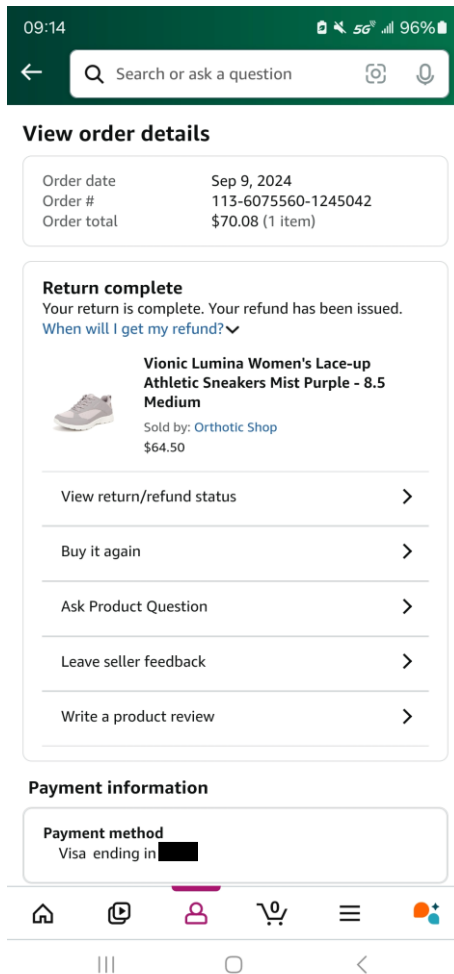 09:14
5G 96%
Search or ask a question
View order details
Order date Sep 9, 2024
Order # 113-6075560-1245042
Order total $70.08 (1 item)
Return complete
Your return is complete. Your refund has been issued.
When will I get my refund?
Vionic Lumina Women's Lace-up
Athletic Sneakers Mist Purple - 8.5
Medium
Sold by: Orthotic Shop
$64.50
View return/refund status
Buy it again
Ask Product Question
Leave seller feedback
Write a product review
Payment information
Payment method
Visa ending in
0